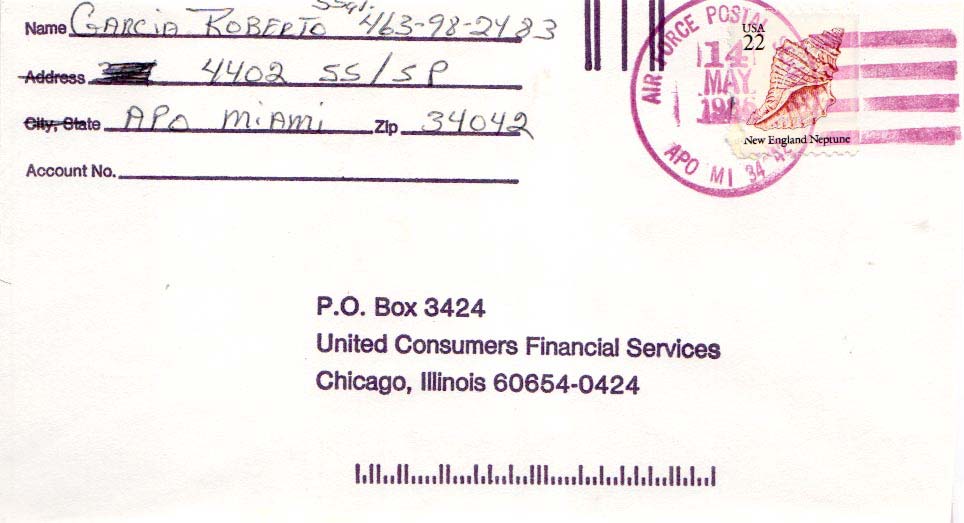 SSgt.
Name GARCIA ROBERTO 463-98-2483
Address 4402 SS/SP
City, State APO MIAMI Zip 34042
Account No.
AIR FORCE POSTAL
14
MAY
APO MI 34
USA
22
New England Neptune
P.O. Box 3424
United Consumers Financial Services
Chicago, Illinois 60654-0424